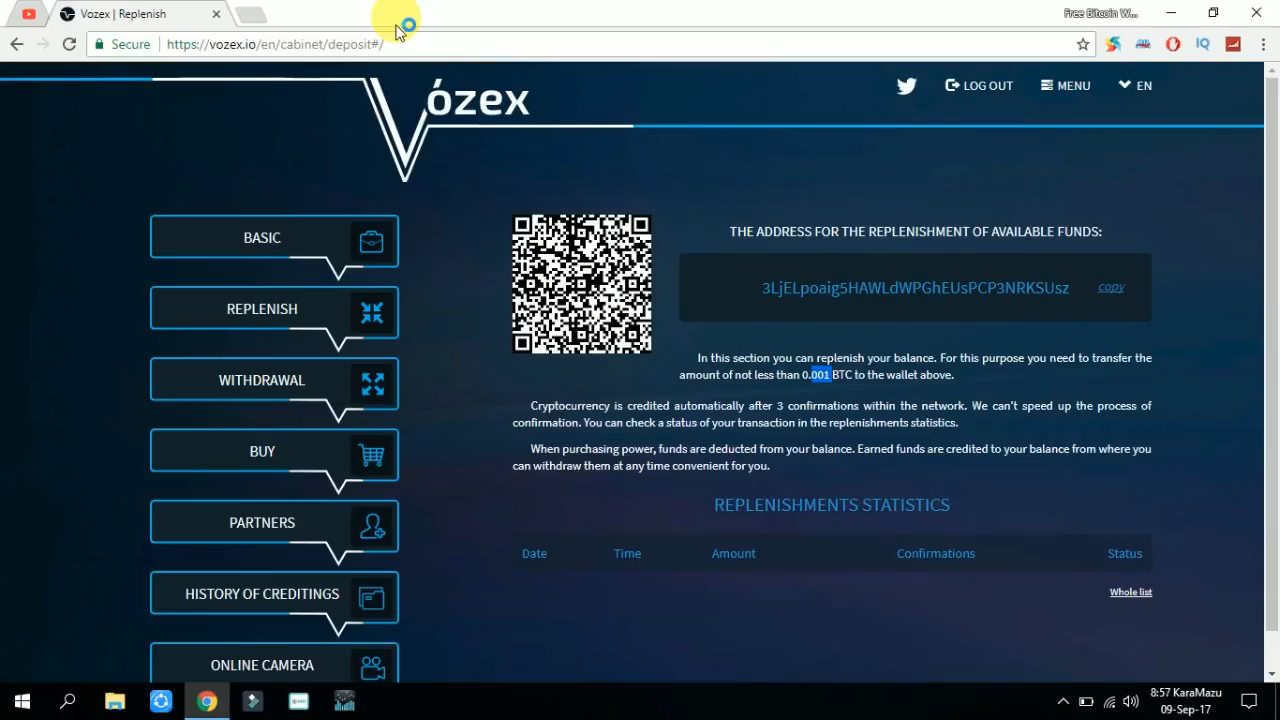 Vozex | Replenish
Free Bitcoin W...
Secure
https://vozex.io/en/cabinet/deposit#/
IQ
Vózex
LOG OUT
MENU
EN
BASIC
REPLENISH
WITHDRAWAL
BUY
PARTNERS
HISTORY OF CREDITINGS
ONLINE CAMERA
THE ADDRESS FOR THE REPLENISHMENT OF AVAILABLE FUNDS:
3LjELpoaig5HAWLdWPGhEUsPCP3NRKSUsz
copy
In this section you can replenish your balance. For this purpose you need to transfer the
amount of not less than 0.001 BTC to the wallet above.
Cryptocurrency is credited automatically after 3 confirmations within the network. We can't speed up the process of
confirmation. You can check a status of your transaction in the replenishments statistics.
When purchasing power, funds are deducted from your balance. Earned funds are credited to your balance from where you
can withdraw them at any time convenient for you.
REPLENISHMENTS STATISTICS
Date Time Amount Confirmations Status
Whole list
8:57 KaraMazu
09-Sep-17